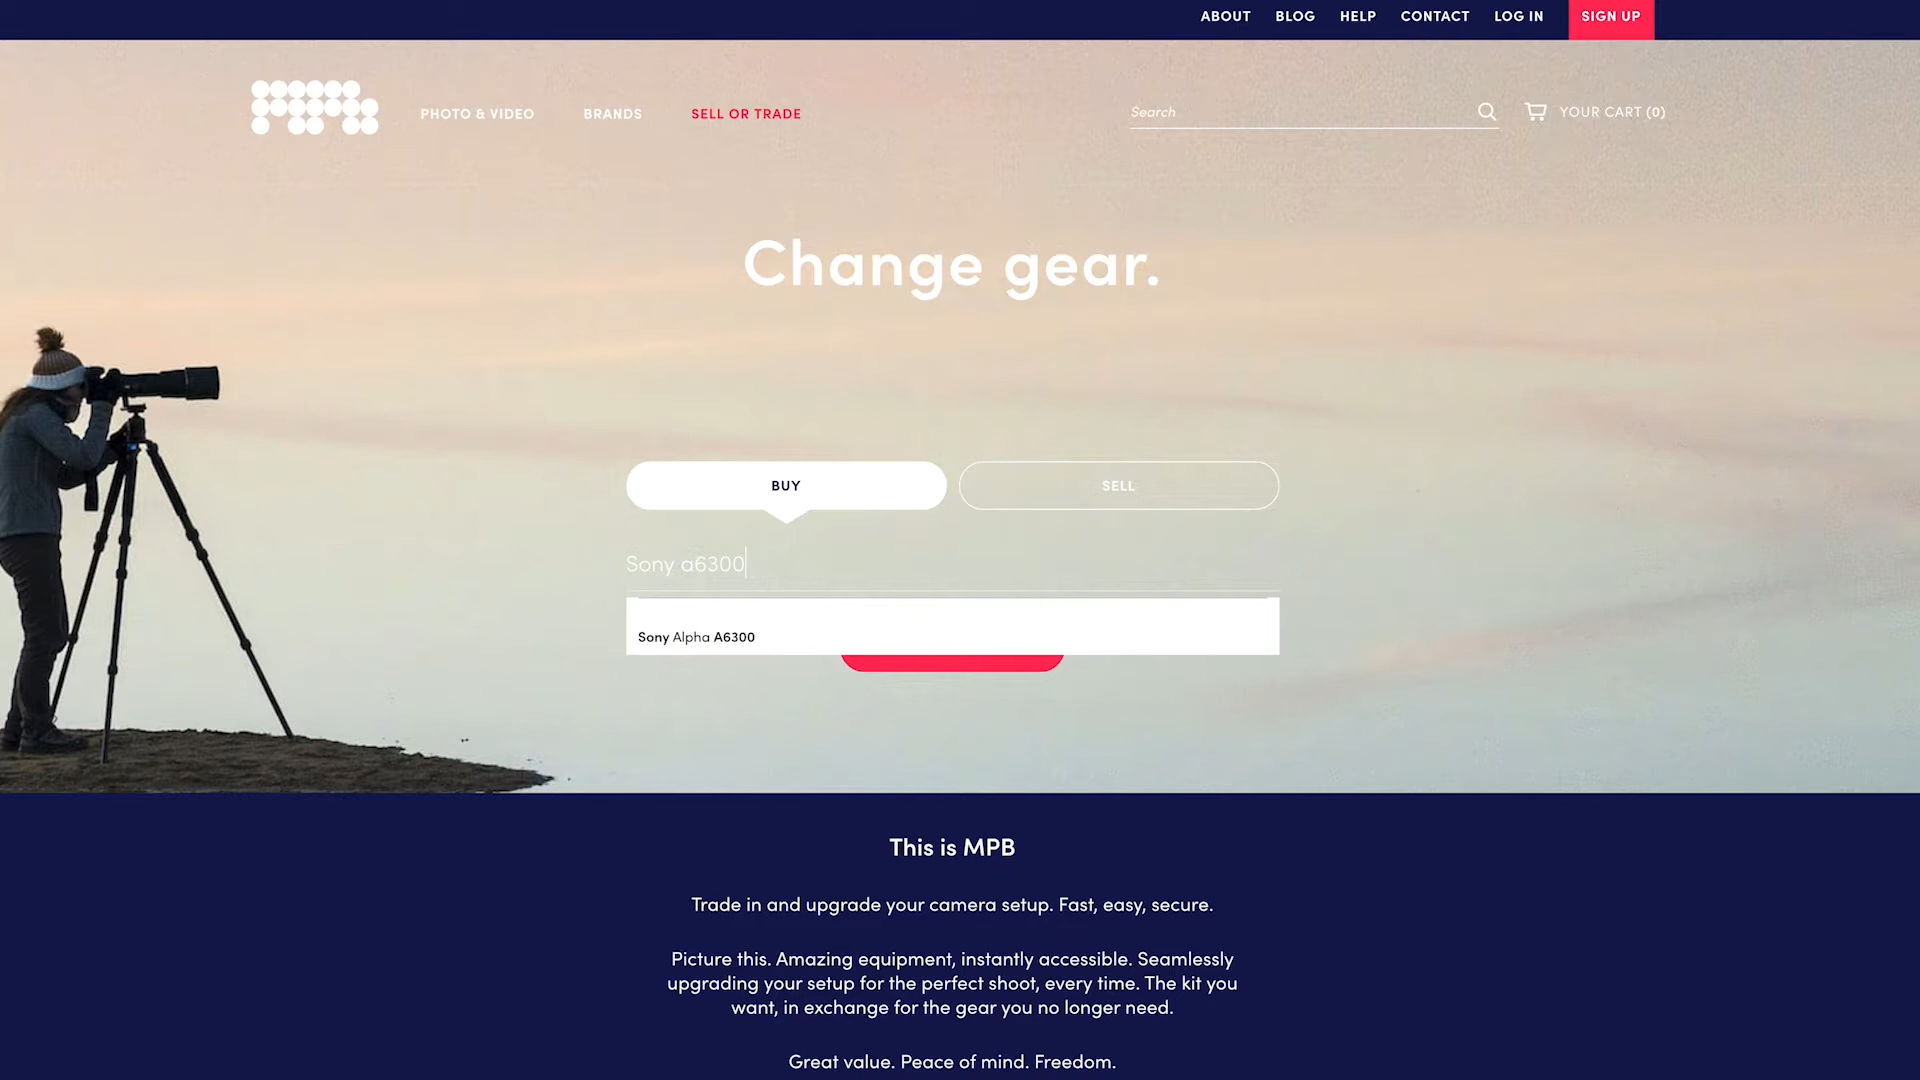 ABOUT BLOG HELP CONTACT LOG IN SIGN UP
mpb PHOTO & VIDEO BRANDS SELL OR TRADE Search YOUR CART (0)
Change gear.
BUY SELL
Sony a6300
Sony Alpha A6300
This is MPB
Trade in and upgrade your camera setup. Fast, easy, secure.
Picture this. Amazing equipment, instantly accessible. Seamlessly
upgrading your setup for the perfect shoot, every time. The kit you
want, in exchange for the gear you no longer need.
Great value. Peace of mind. Freedom.